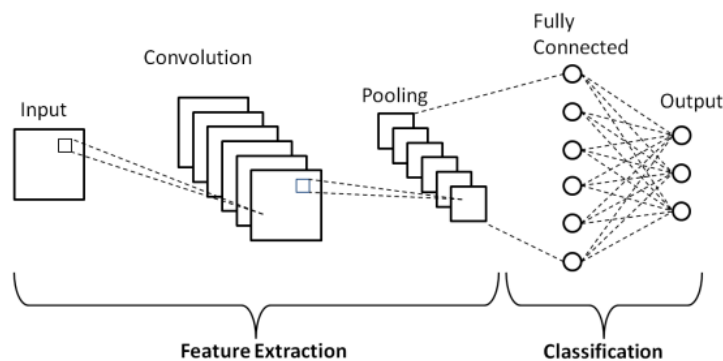 Input
Convolution
Pooling
Fully
Connected
Output
Feature Extraction
Classification